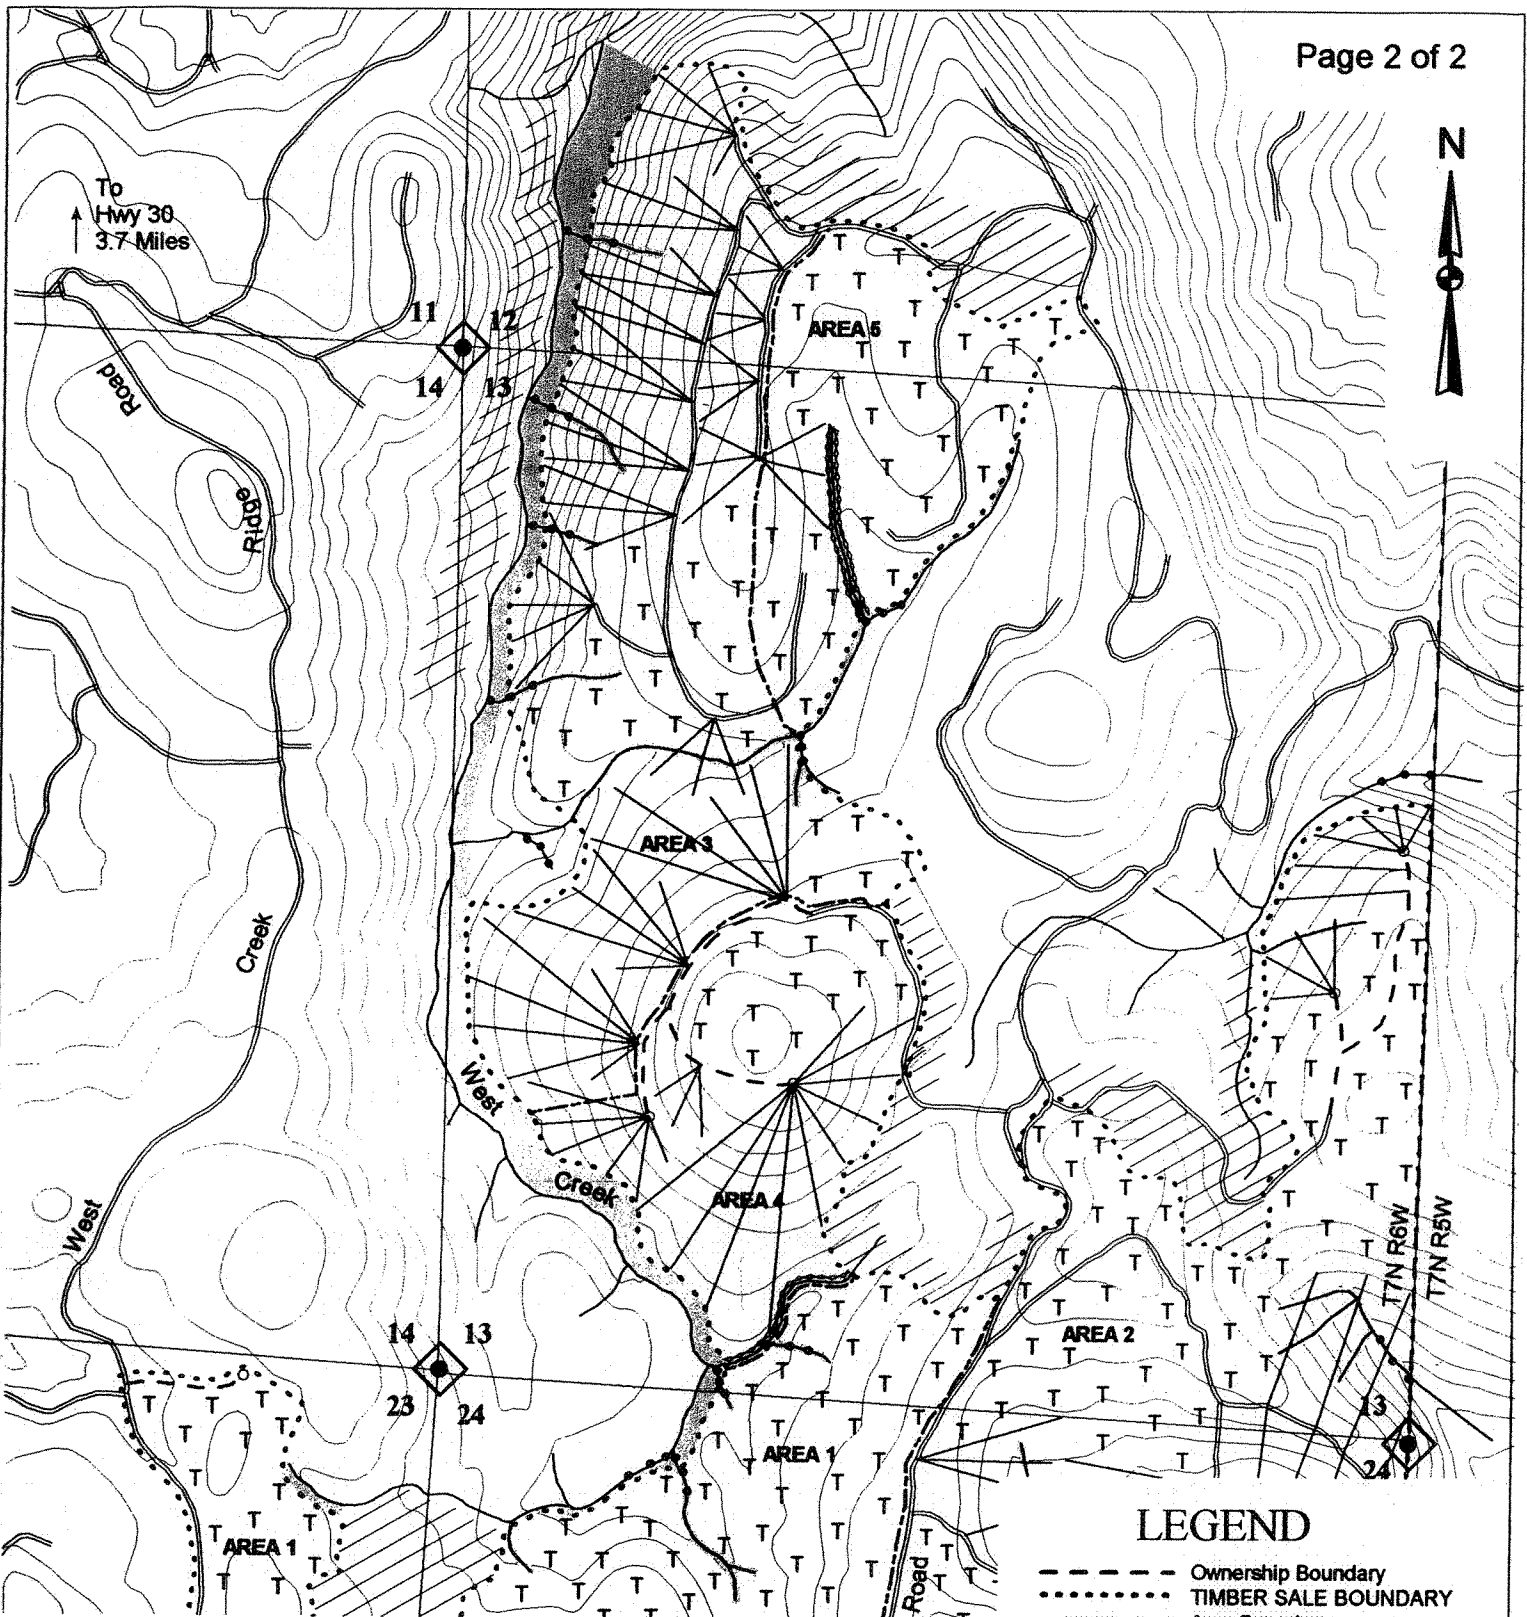 Page 2 of 2
N
To
Hwy 30
3.7 Miles
11
12
14
13
Road
Ridge
Creek
West
AREA 5
AREA 3
West
Creek
AREA 4
T7N R6W
T7N R5W
14
13
23
24
AREA 2
13
24
AREA 1
AREA 1
Road
LEGEND
Ownership Boundary
TIMBER SALE BOUNDARY